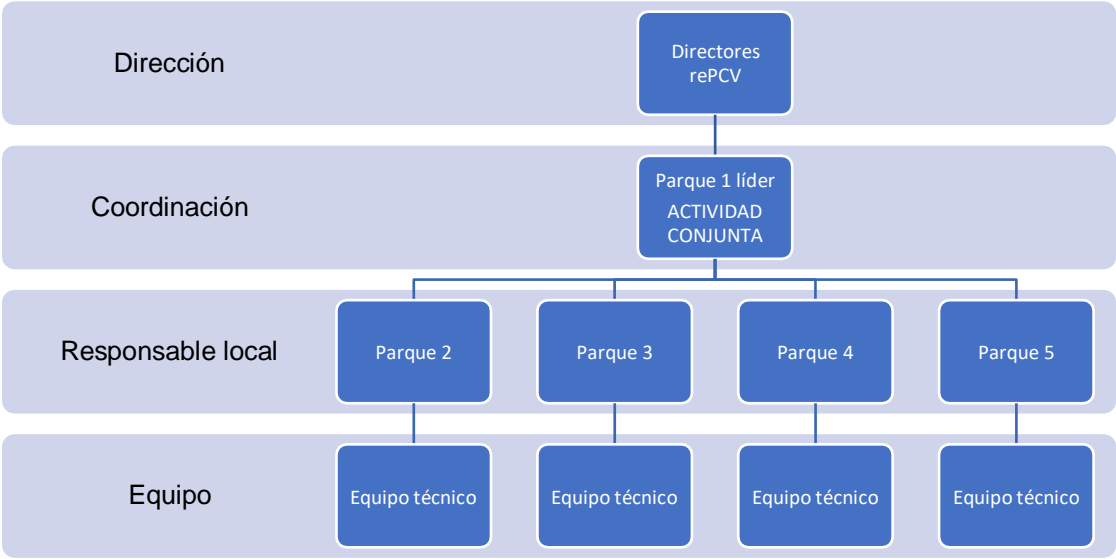 Dirección
Directores
rePCV
Coordinación
Parque 1 líder
ACTIVIDAD
CONJUNTA
Responsable local
Parque 2
Parque 3
Parque 4
Parque 5
Equipo
Equipo técnico
Equipo técnico
Equipo técnico
Equipo técnico